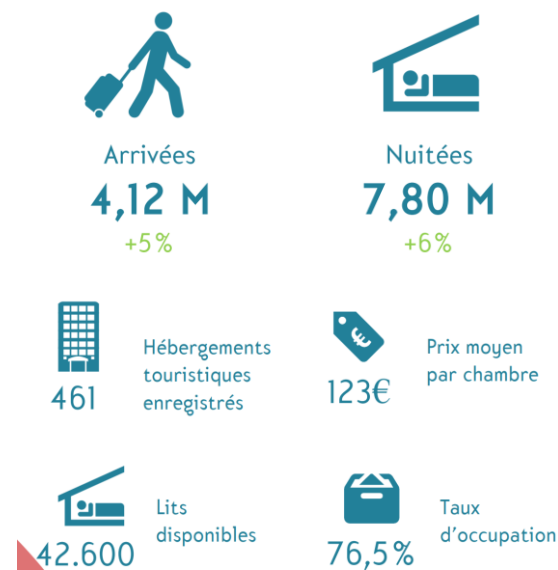 Arrivées
4,12 M
+5%
Nuitées
7,80 M
+6%
461
Hébergements
touristiques
enregistrés
€
123€
Prix moyen
par chambre
42.600
Lits
disponibles
76,5%
Taux
d'occupation